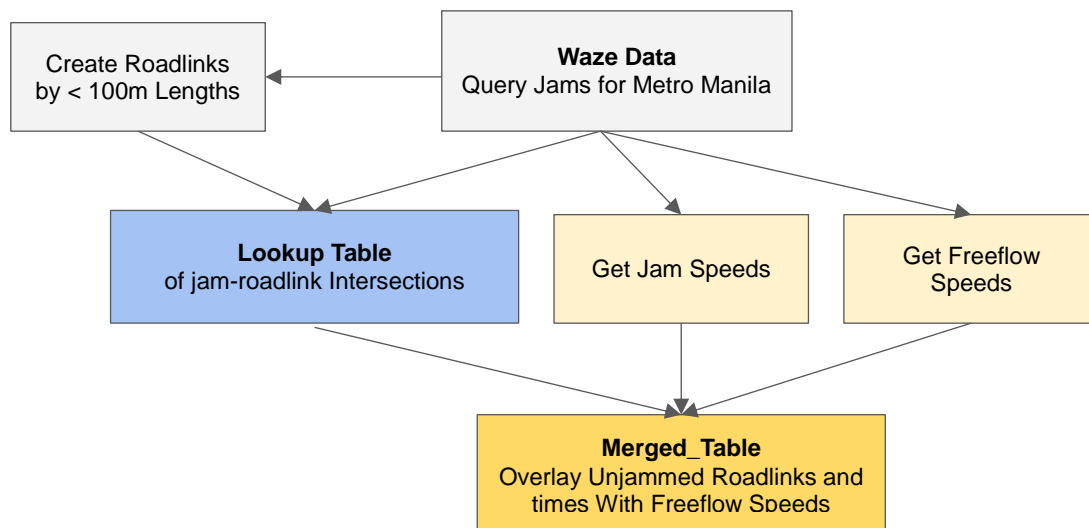 Create Roadlinks
by < 100m Lengths
Waze Data
Query Jams for Metro Manila
Lookup Table
of jam-roadlink Intersections
Get Jam Speeds
Get Freeflow
Speeds
Merged_Table
Overlay Unjammed Roadlinks and
times With Freeflow Speeds